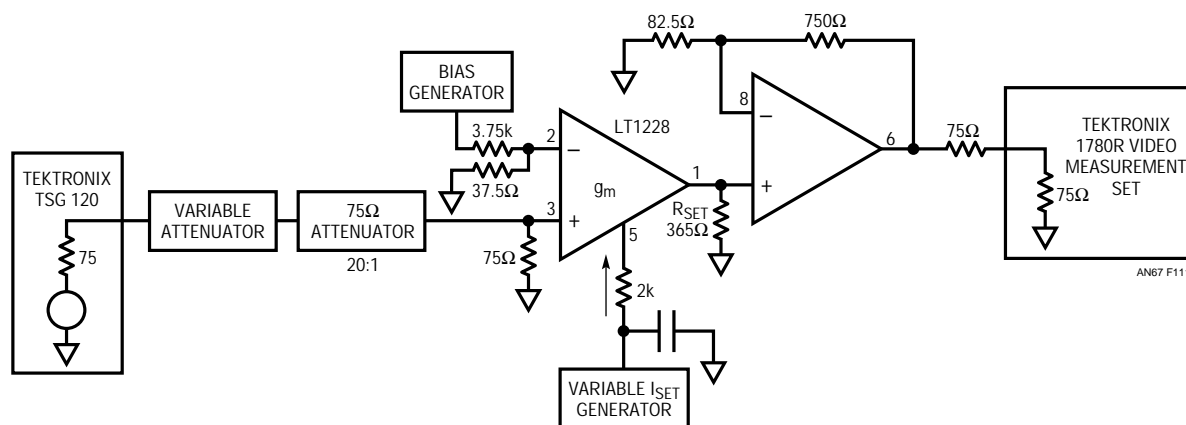 82.5Ω
750Ω
BIAS
GENERATOR
3.75k
37.5Ω
2
3
LT1228
−
gm
+
1
5
8
−
+
6
RSET
365Ω
75Ω
TEKTRONIX
1780R VIDEO
MEASUREMENT
SET
75Ω
TEKTRONIX
TSG 120
75
VARIABLE
ATTENUATOR
75Ω
ATTENUATOR
20:1
75Ω
2k
VARIABLE ISET
GENERATOR